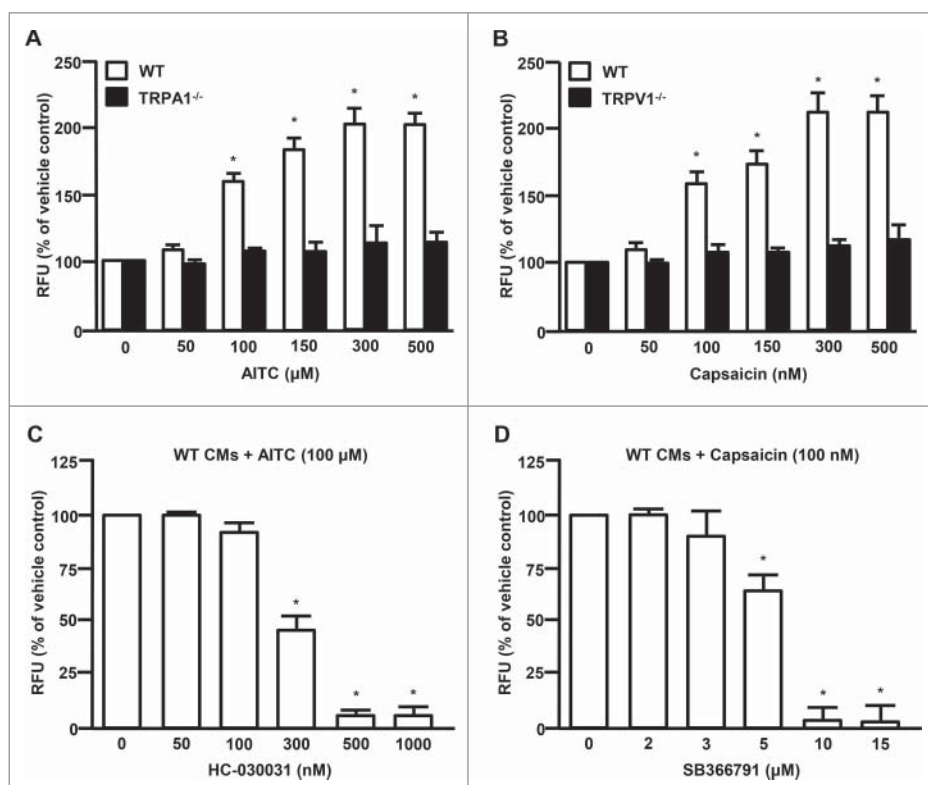 A
WT
TRPA1-/-
RFU (% of vehicle control)
250
200
150
100
50
0
* * * *
0 50 100 150 300 500
AITC (µM)
B
WT
TRPV1-/-
RFU (% of vehicle control)
250
200
150
100
50
0
* * * *
0 50 100 150 300 500
Capsaicin (nM)
C
WT CMs + AITC (100 µM)
RFU (% of vehicle control)
125
100
75
50
25
0
* * *
0 50 100 300 500 1000
HC-030031 (nM)
D
WT CMs + Capsaicin (100 nM)
RFU (% of vehicle control)
125
100
75
50
25
0
* * *
0 2 3 5 10 15
SB366791 (µM)